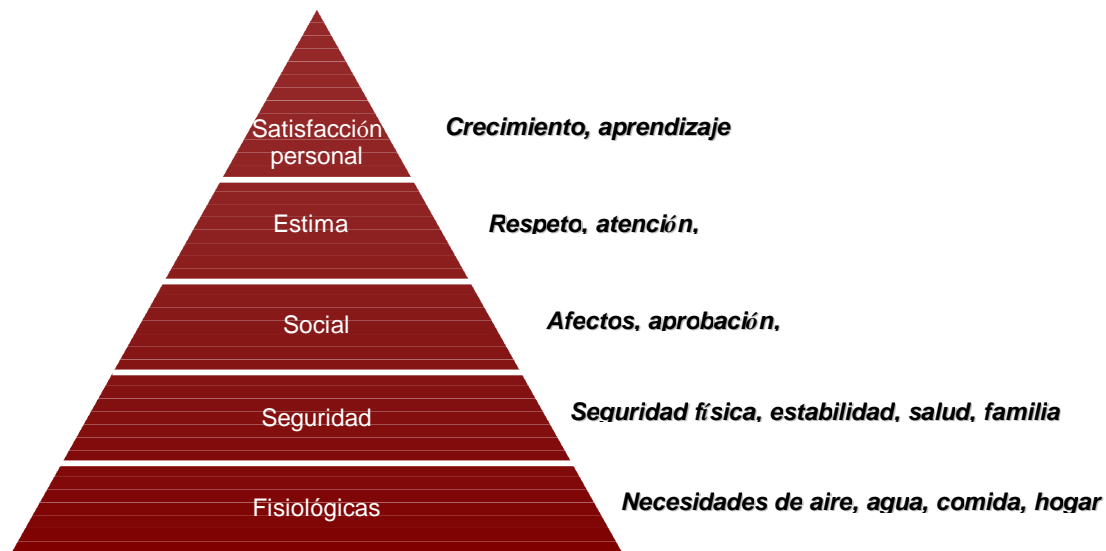 Satisfacción
personal
Crecimiento, aprendizaje
Estima
Respeto, atención,
Social
Afectos, aprobación,
Seguridad
Seguridad física, estabilidad, salud, familia
Fisiológicas
Necesidades de aire, agua, comida, hogar